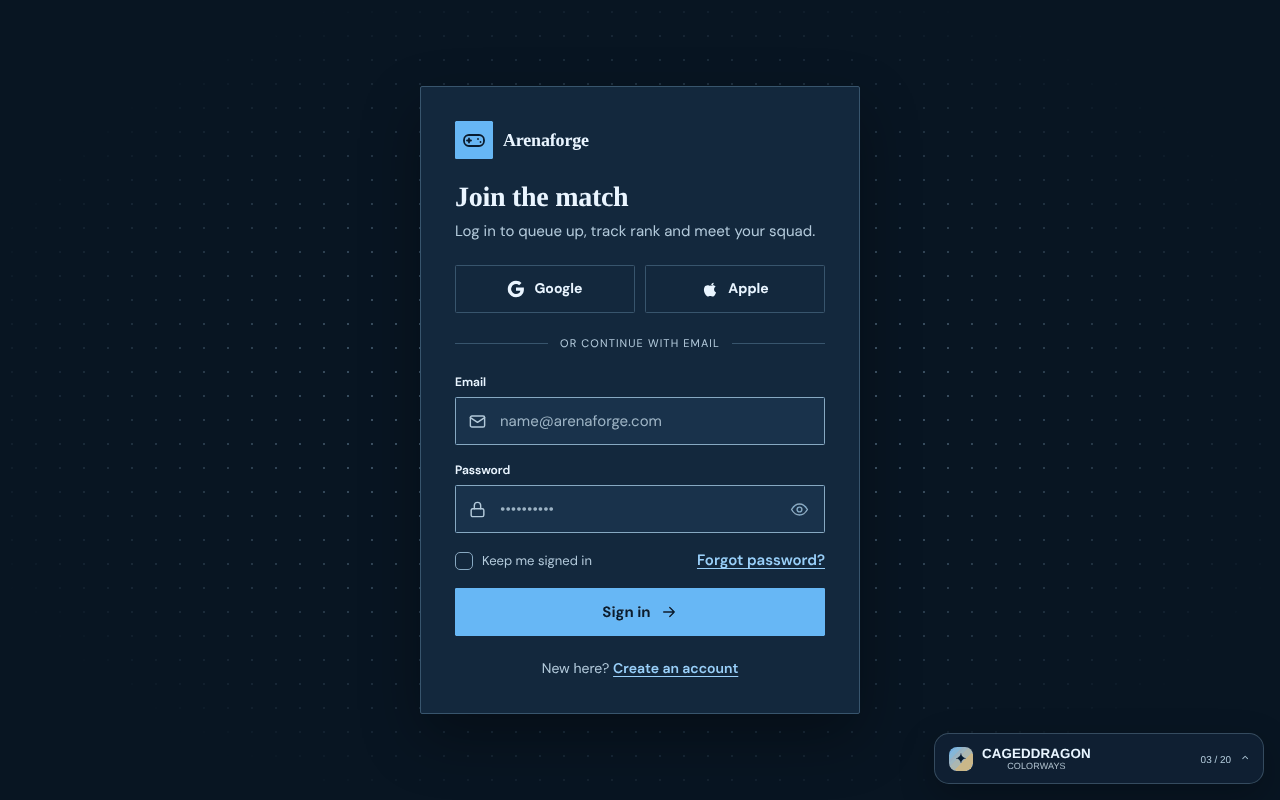 Arenaforge
Join the match
Log in to queue up, track rank and meet your squad.
Google
Apple
OR CONTINUE WITH EMAIL
Email
name@arenaforge.com
Password
••••••••••
Keep me signed in
Forgot password?
Sign in
New here? Create an account
CAGEDDRAGON
COLORWAYS
03 / 20